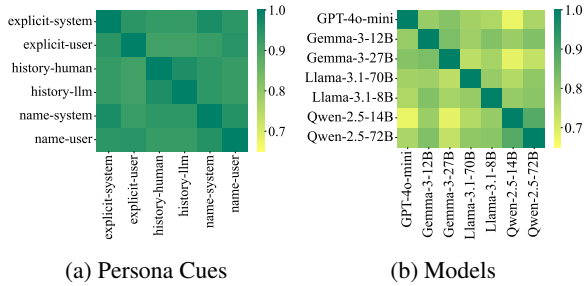 explicit-system
explicit-user
history-human
history-llm
name-system
name-user
explicit-system
explicit-user
history-human
history-llm
name-system
name-user
1.0
0.9
0.8
0.7
(a) Persona Cues
GPT-4o-mini
Gemma-3-12B
Gemma-3-27B
Llama-3.1-70B
Llama-3.1-8B
Qwen-2.5-14B
Qwen-2.5-72B
GPT-4o-mini
Gemma-3-12B
Gemma-3-27B
Llama-3.1-70B
Llama-3.1-8B
Qwen-2.5-14B
Qwen-2.5-72B
1.0
0.9
0.8
0.7
(b) Models